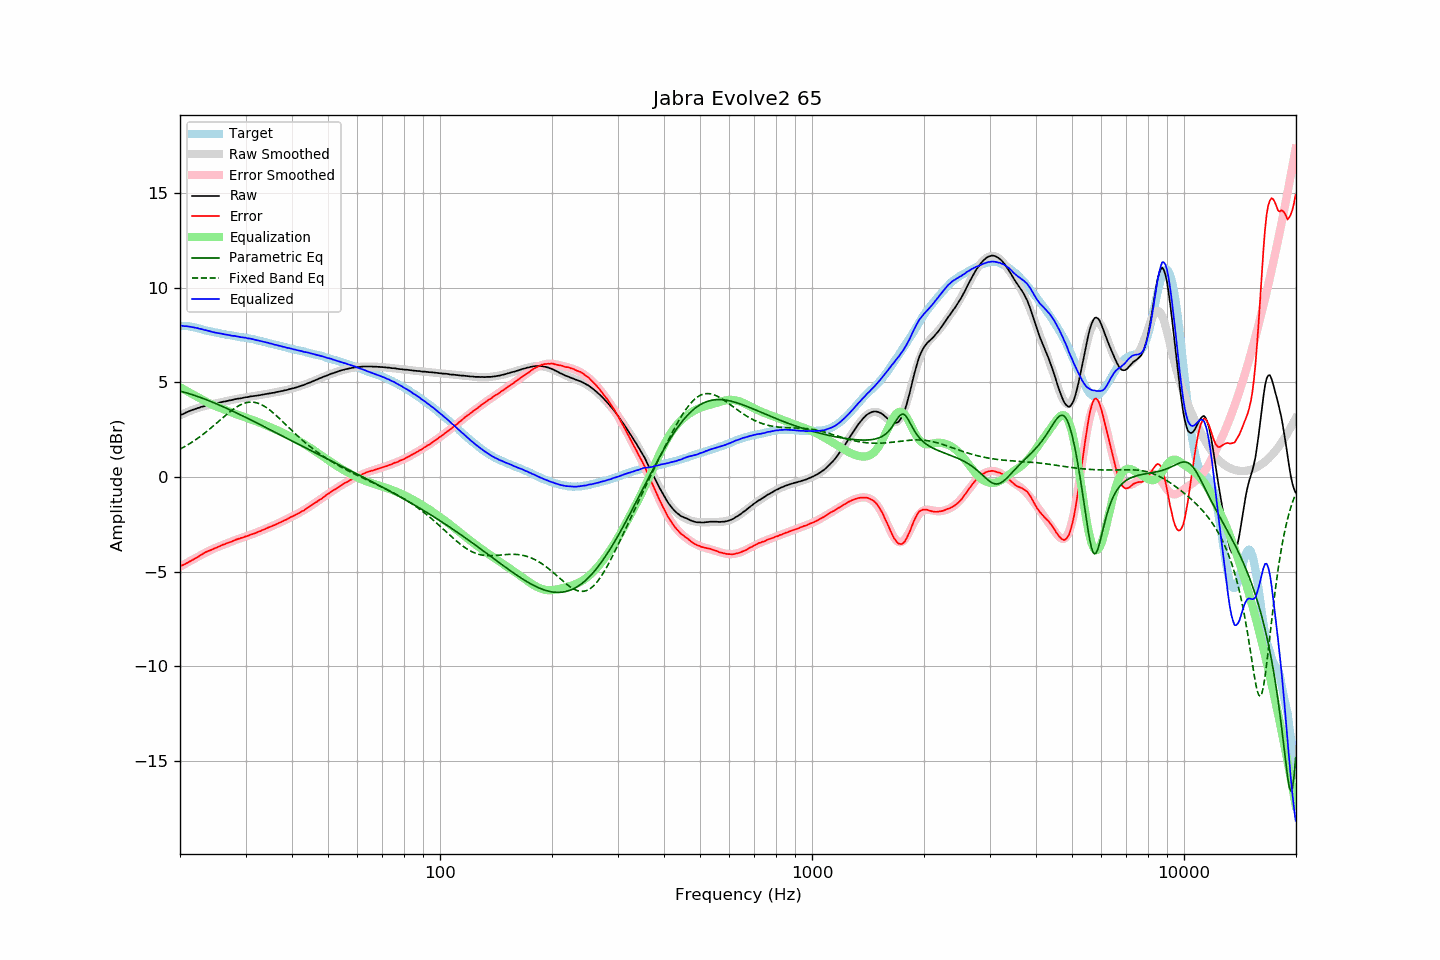 Jabra Evolve2 65
Target
Raw Smoothed
Error Smoothed
Raw
Error
Equalization
Parametric Eq
Fixed Band Eq
Equalized
15
10
5
0
−5
−10
−15
Amplitude (dBr)
100
1000
10000
Frequency (Hz)